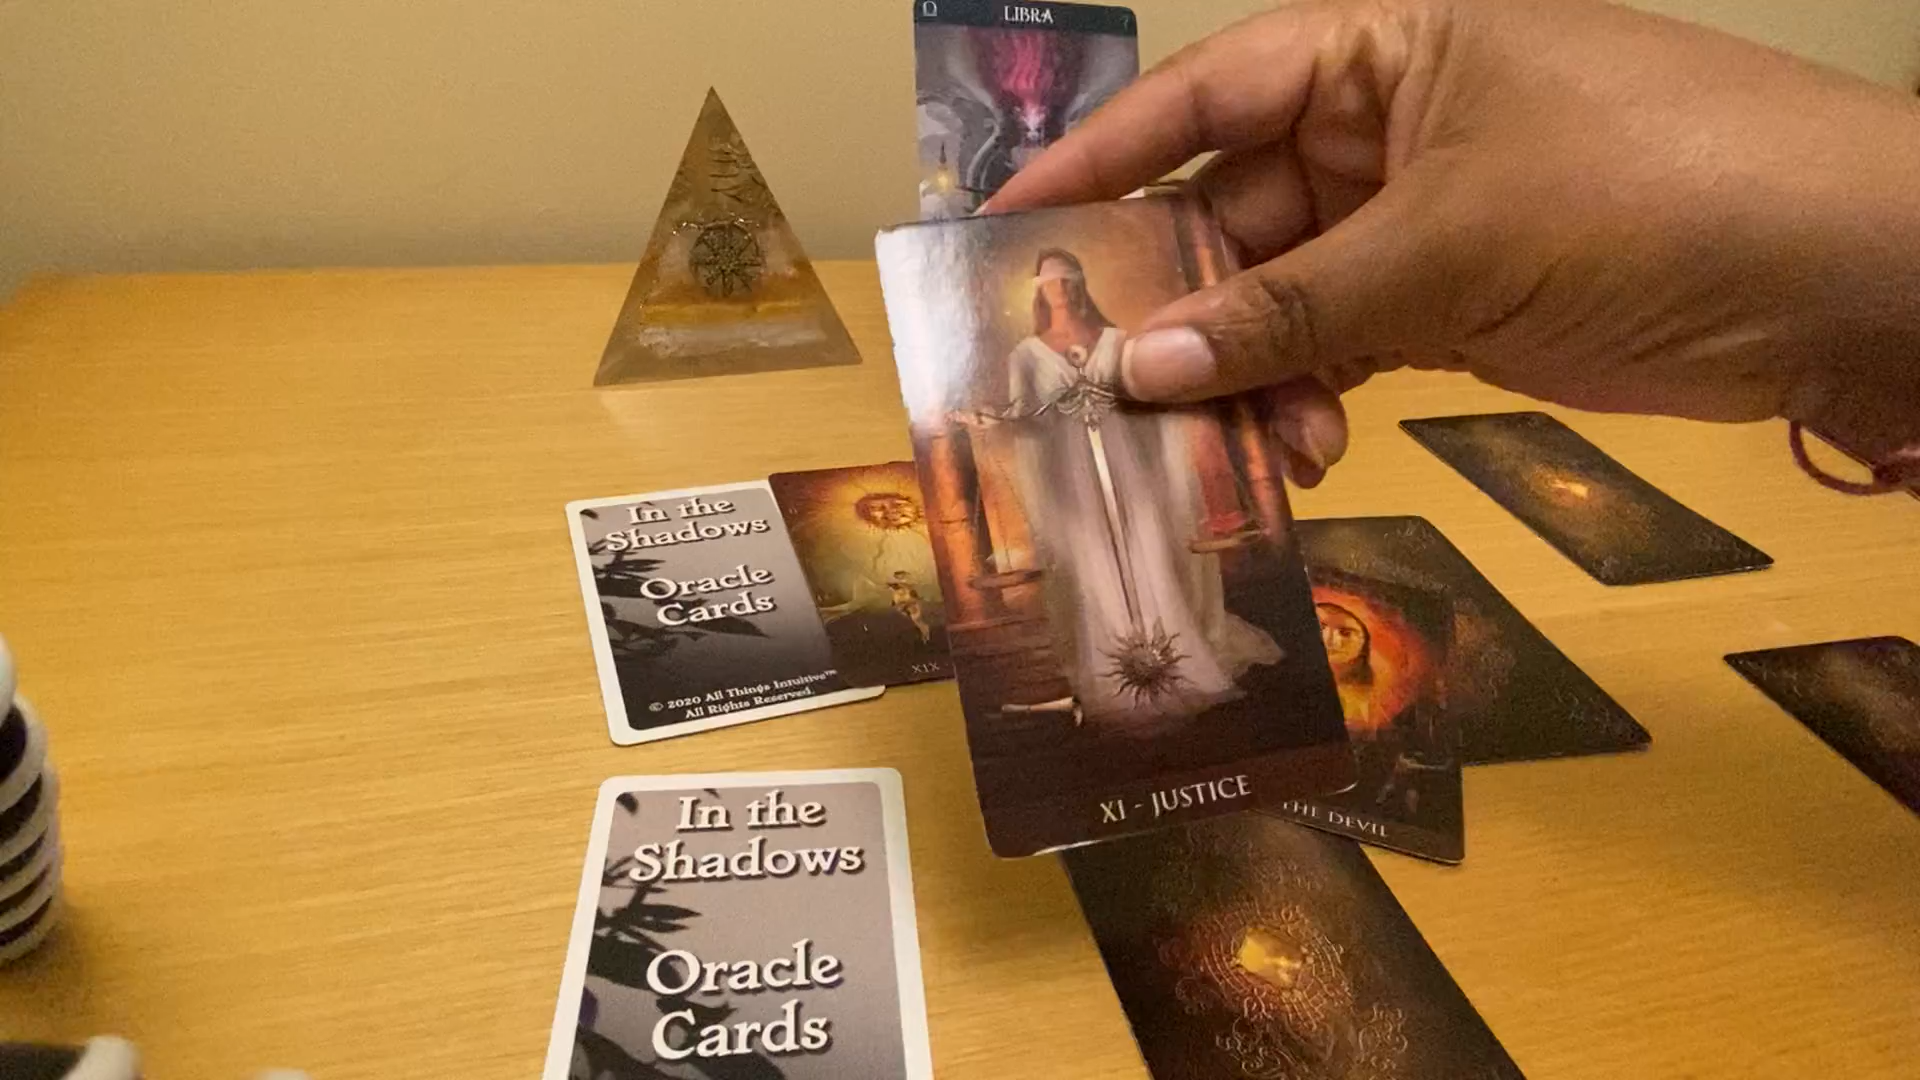 LIBRA
In the
Shadows
Oracle
Cards
© 2020 All Things Intuitive™
All Rights Reserved.
XIX
XI - JUSTICE
THE DEVIL
In the
Shadows
Oracle
Cards